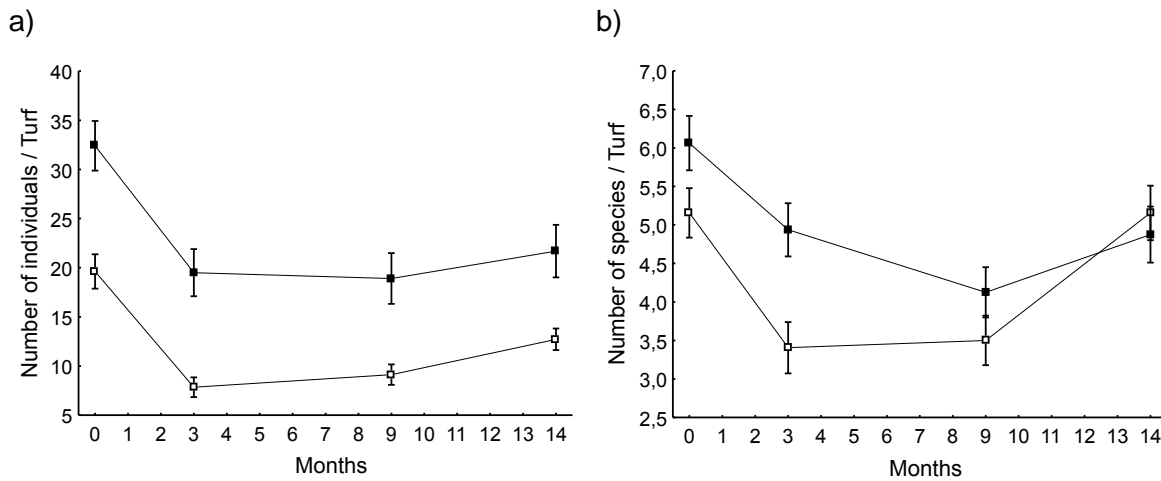 a)
Number of individuals / Turf
40
35
30
25
20
15
10
5
0 1 2 3 4 5 6 7 8 9 10 11 12 13 14
Months
b)
Number of species / Turf
7,0
6,5
6,0
5,5
5,0
4,5
4,0
3,5
3,0
2,5
0 1 2 3 4 5 6 7 8 9 10 11 12 13 14
Months